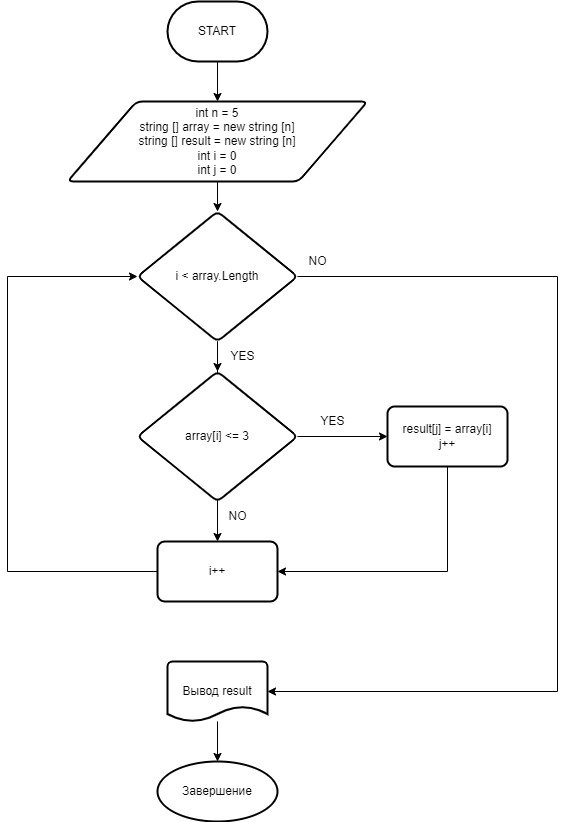 START
int n = 5
string [] array = new string [n]
string [] result = new string [n]
int i = 0
int j = 0
i < array.Length
NO
YES
array[i] <= 3
YES
result[j] = array[i]
j++
NO
i++
Вывод result
Завершение